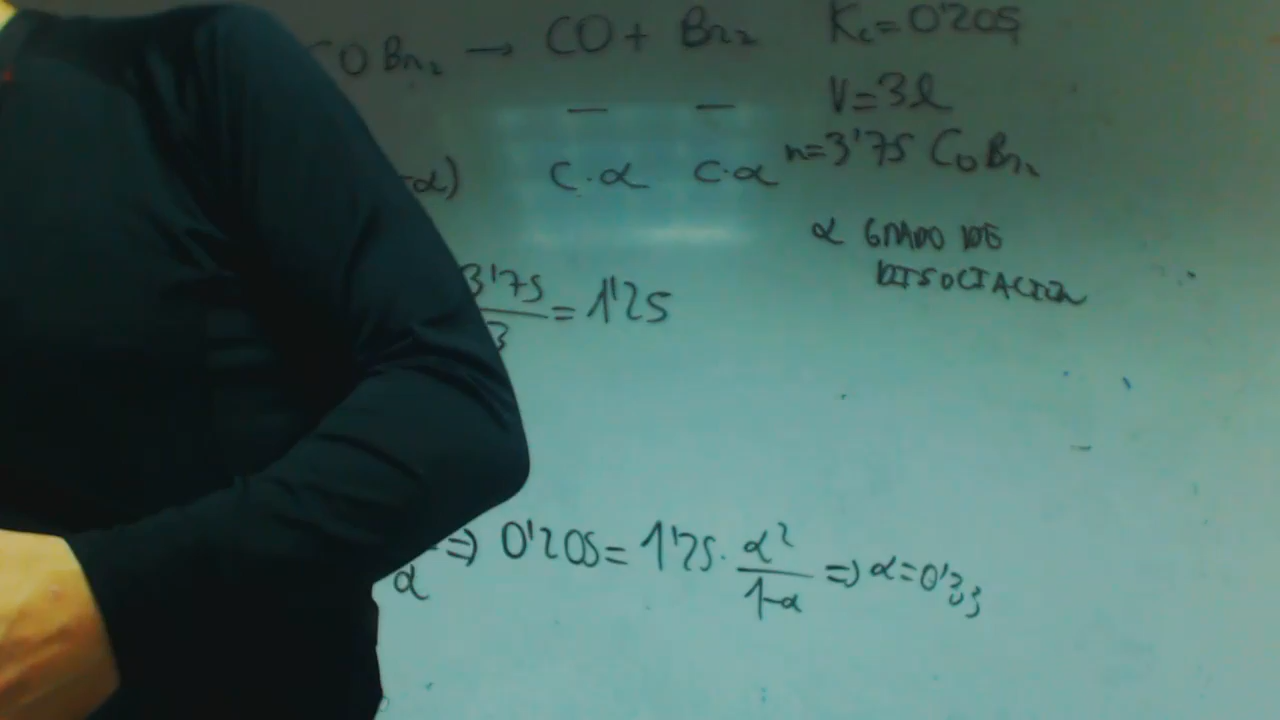 COBr₂ → CO + Br₂ Kc=0'205
— — V=3l
-α) C·α C·α n=3'75 COBr₂
α GRADO DE
DISOCIACION
3'75/3 = 1'25
α ⇒ 0'205 = 1'25 · α²/1-α ⇒ α=0'33